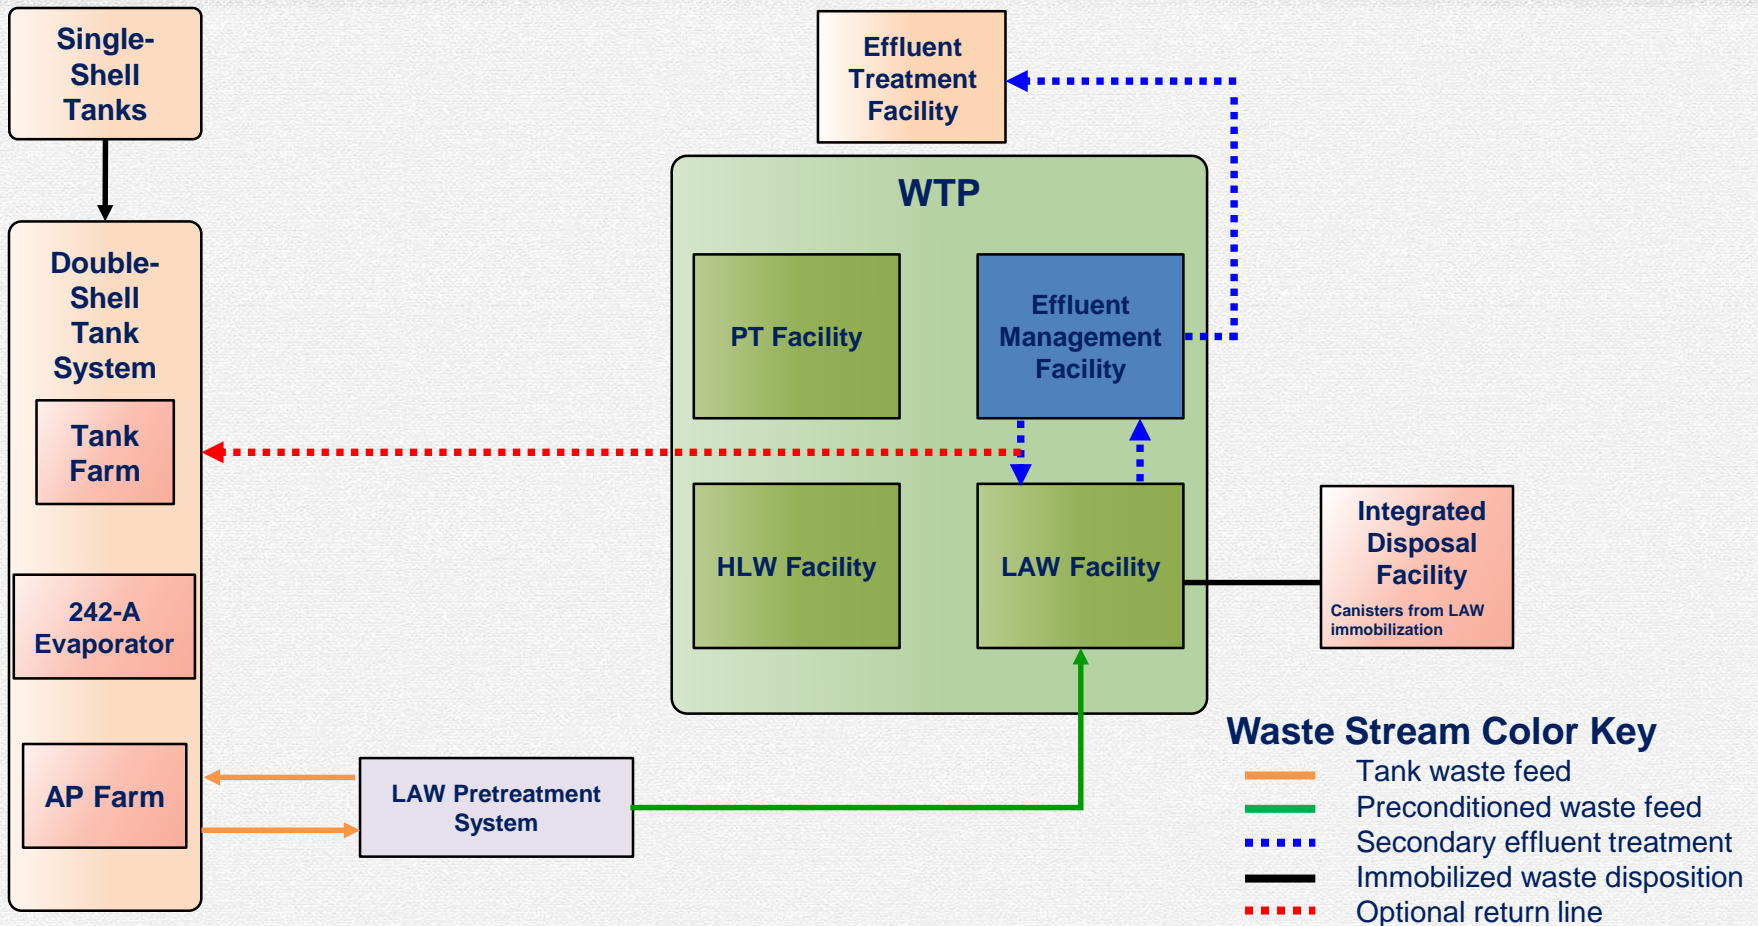 Single-
Shell
Tanks
Double-
Shell
Tank
System
Tank
Farm
242-A
Evaporator
AP Farm
LAW Pretreatment
System
Effluent
Treatment
Facility
WTP
PT Facility
Effluent
Management
Facility
HLW Facility
LAW Facility
Integrated
Disposal
Facility
Canisters from LAW
immobilization
Waste Stream Color Key
Tank waste feed
Preconditioned waste feed
Secondary effluent treatment
Immobilized waste disposition
Optional return line